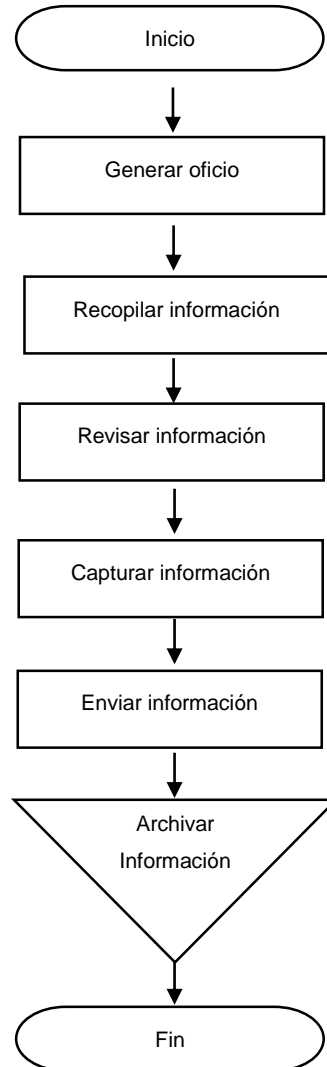 Inicio
Generar oficio
Recopilar información
Revisar información
Capturar información
Enviar información
Archivar
Información
Fin